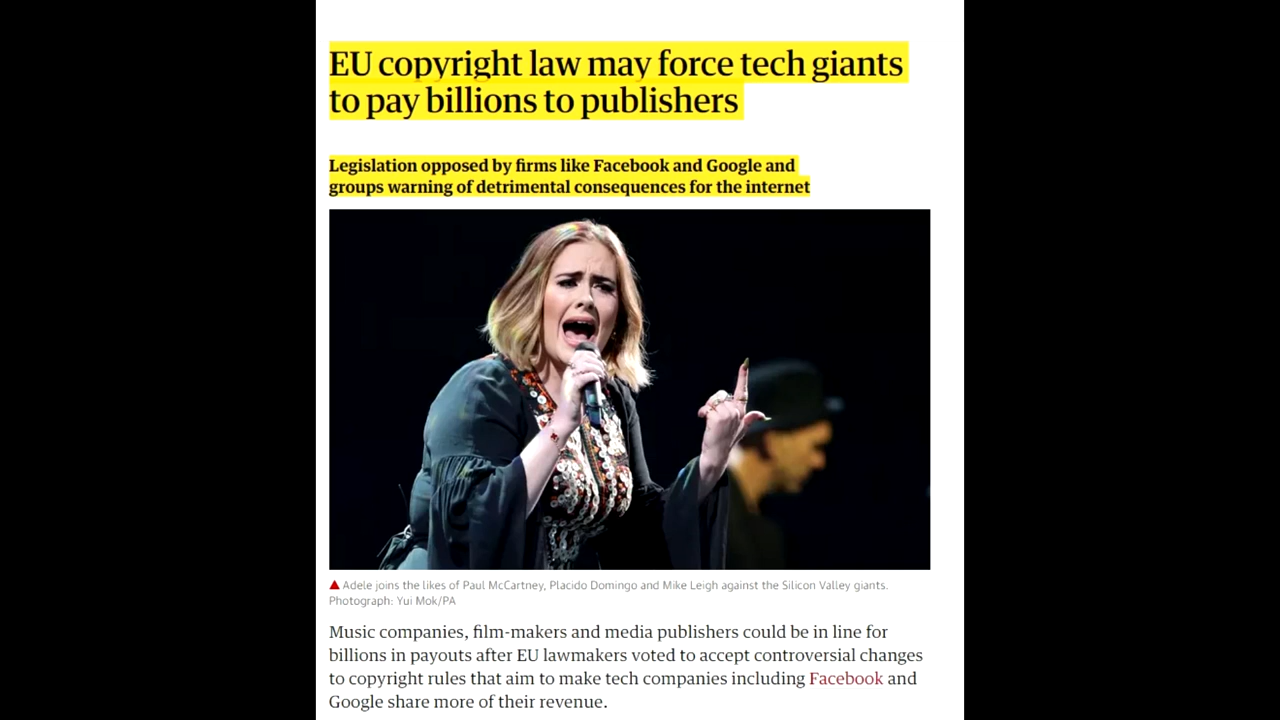 EU copyright law may force tech giants
to pay billions to publishers
Legislation opposed by firms like Facebook and Google and
groups warning of detrimental consequences for the internet
Adele joins the likes of Paul McCartney, Placido Domingo and Mike Leigh against the Silicon Valley giants.
Photograph: Yui Mok/PA
Music companies, film-makers and media publishers could be in line for
billions in payouts after EU lawmakers voted to accept controversial changes
to copyright rules that aim to make tech companies including Facebook and
Google share more of their revenue.